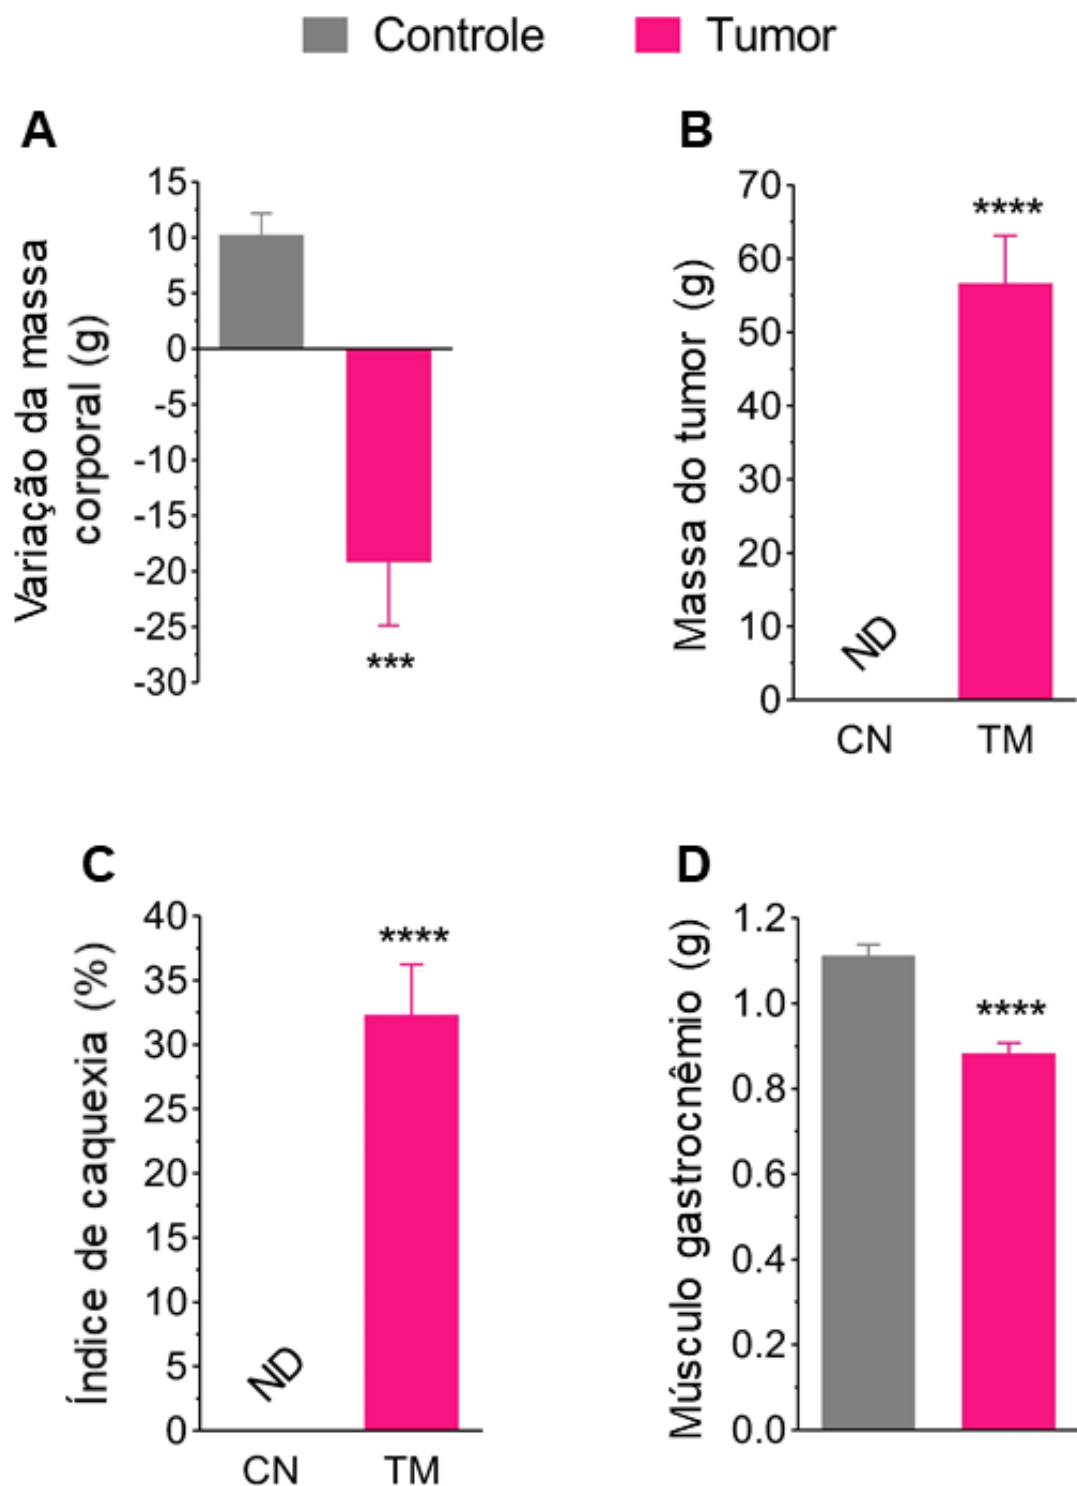 Controle
Tumor
A
Variação da massa
corporal (g)
15
10
5
0
-5
-10
-15
-20
-25
-30
***
B
Massa do tumor (g)
70
60
50
40
30
20
10
0
ND
****
CN
TM
C
Índice de caquexia (%)
40
35
30
25
20
15
10
5
0
ND
****
CN
TM
D
Músculo gastrocnêmio (g)
1.2
1.0
0.8
0.6
0.4
0.2
0.0
****